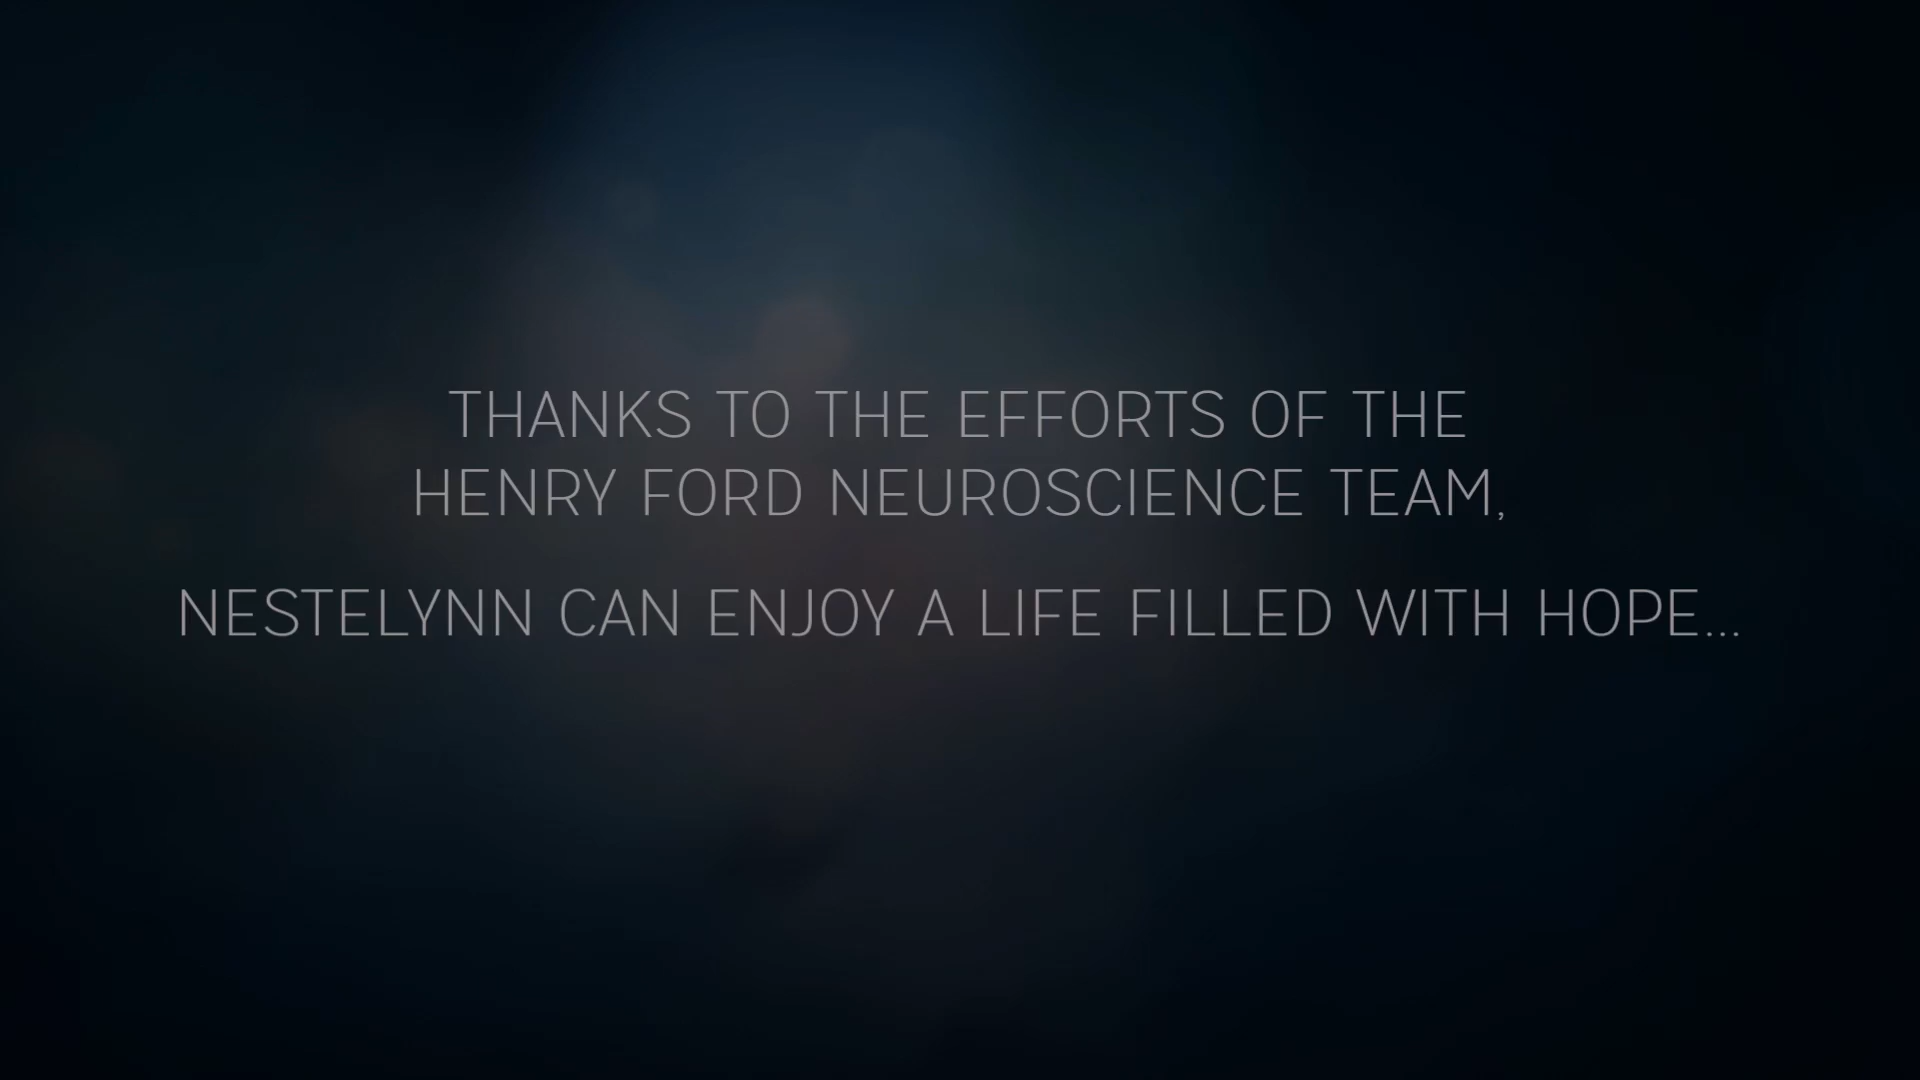 THANKS TO THE EFFORTS OF THE
HENRY FORD NEUROSCIENCE TEAM,
NESTELYNN CAN ENJOY A LIFE FILLED WITH HOPE...